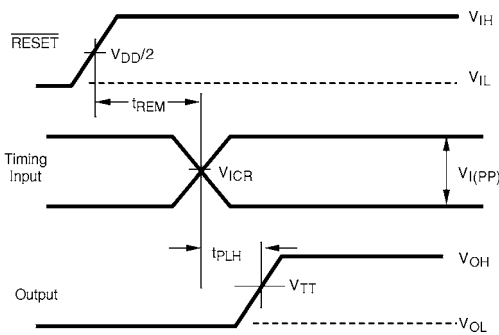 RESET
VIH
VDD/2
VIL
tREM
Timing
Input
VICR
VI(PP)
tPLH
VOH
Output
VTT
VOL